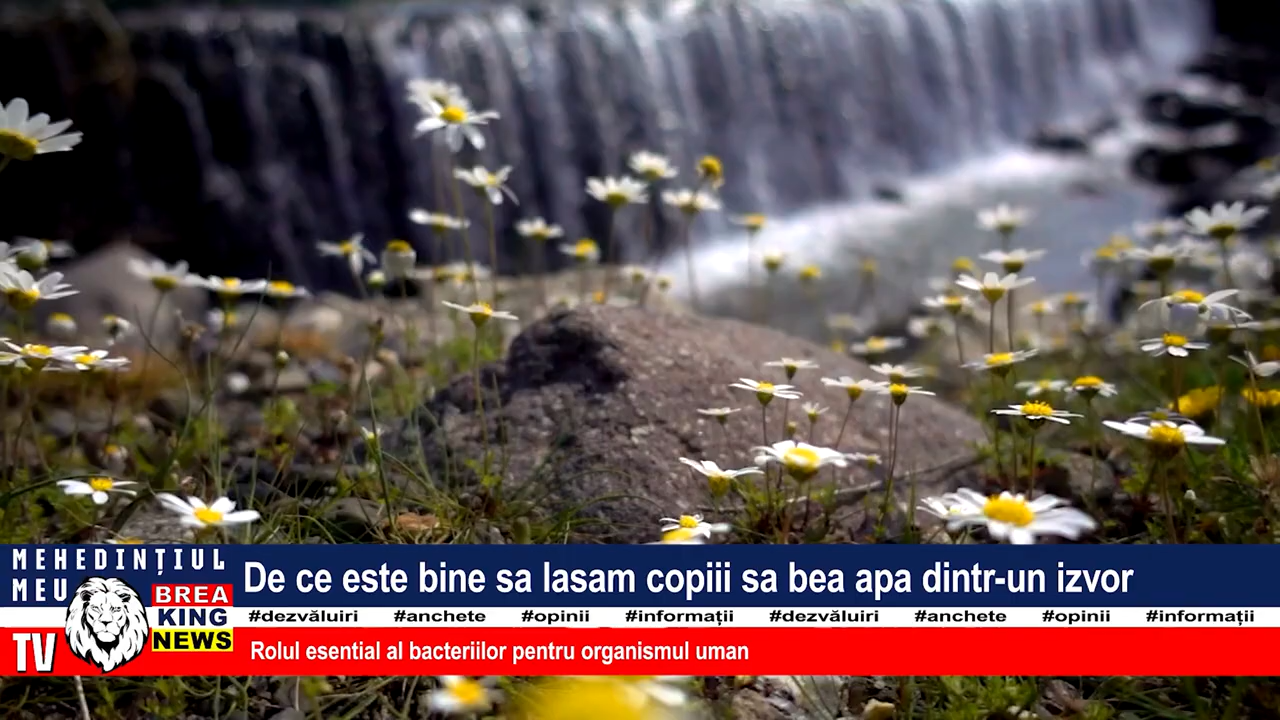 MEHEDINȚIUL
MEU
TV
BREA
KING
NEWS
De ce este bine sa lasam copiii sa bea apa dintr-un izvor
#dezvăluiri #anchete #opinii #informații #dezvăluiri #anchete #opinii #informații
Rolul esential al bacteriilor pentru organismul uman